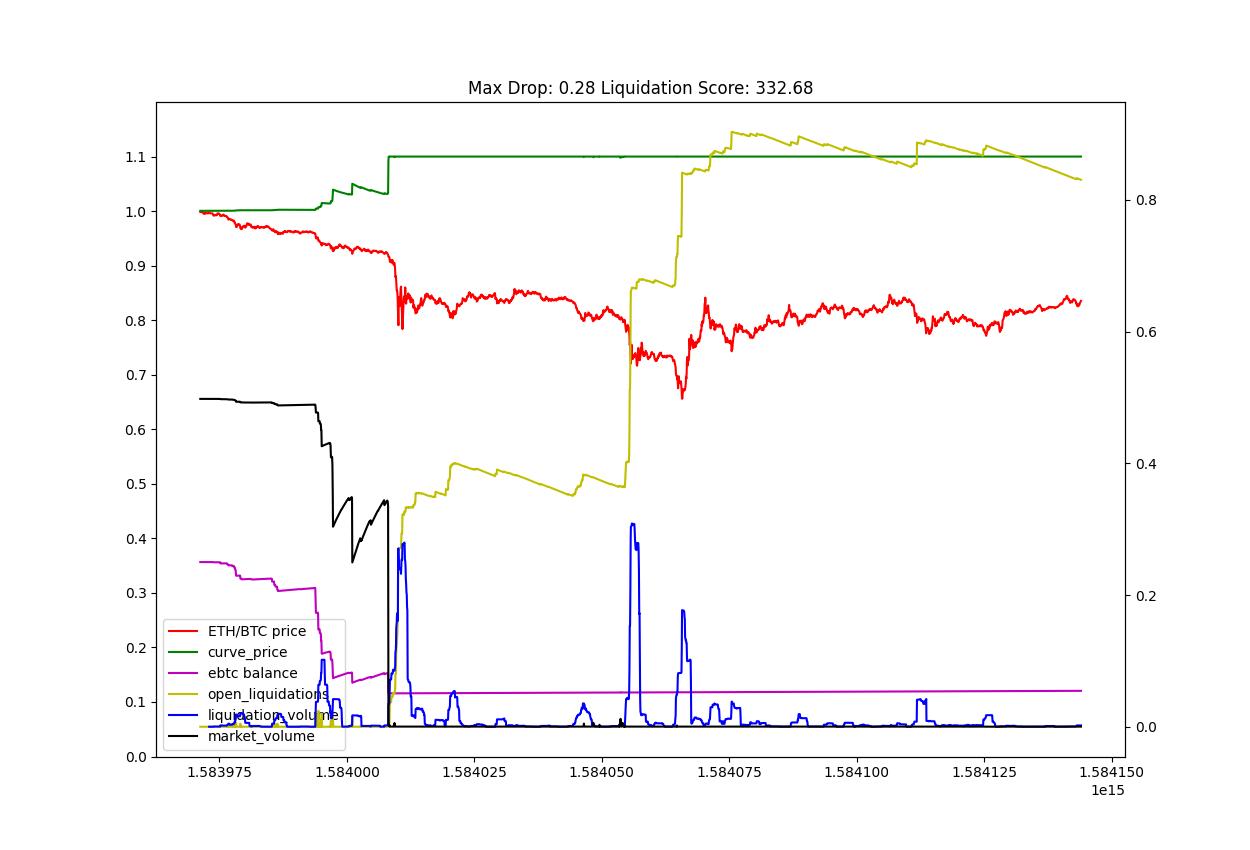 Max Drop: 0.28 Liquidation Score: 332.68
1.1
1.0
0.9
0.8
0.7
0.6
0.5
0.4
0.3
0.2
0.1
0.0
0.8
0.6
0.4
0.2
0.0
ETH/BTC price
curve_price
ebtc balance
open_liquidations
liquidation_volume
market_volume
1.583975 1.584000 1.584025 1.584050 1.584075 1.584100 1.584125 1.584150
1e15